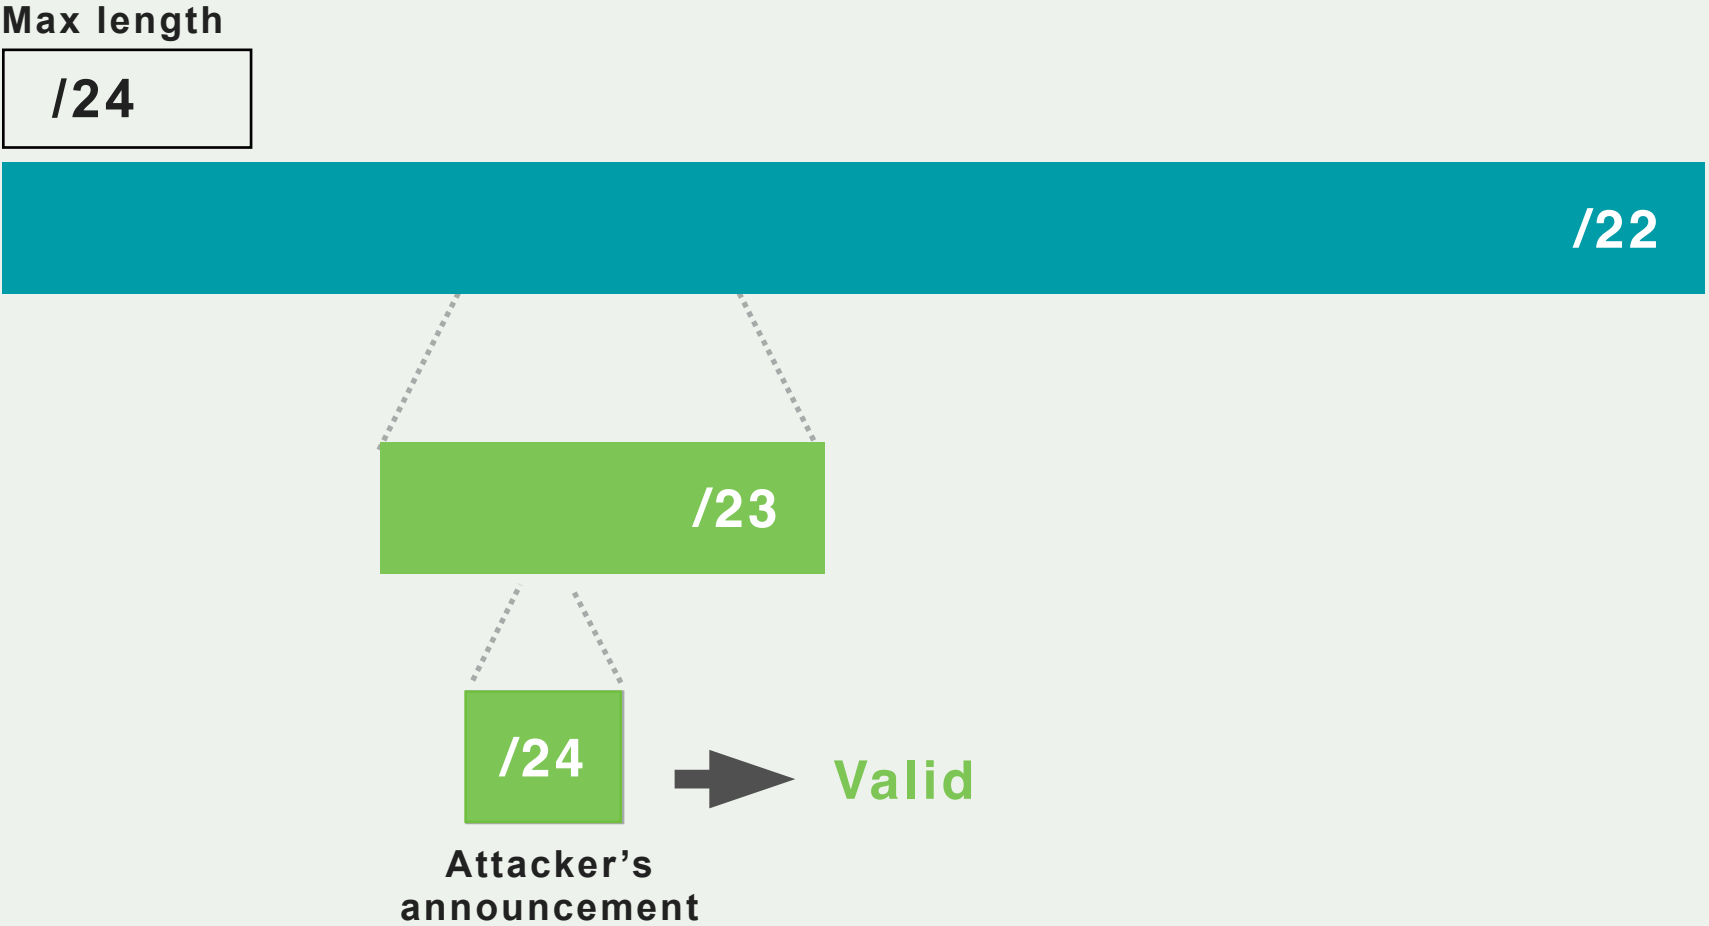 Max length
/24
/22
/23
/24
Valid
Attacker’s
announcement